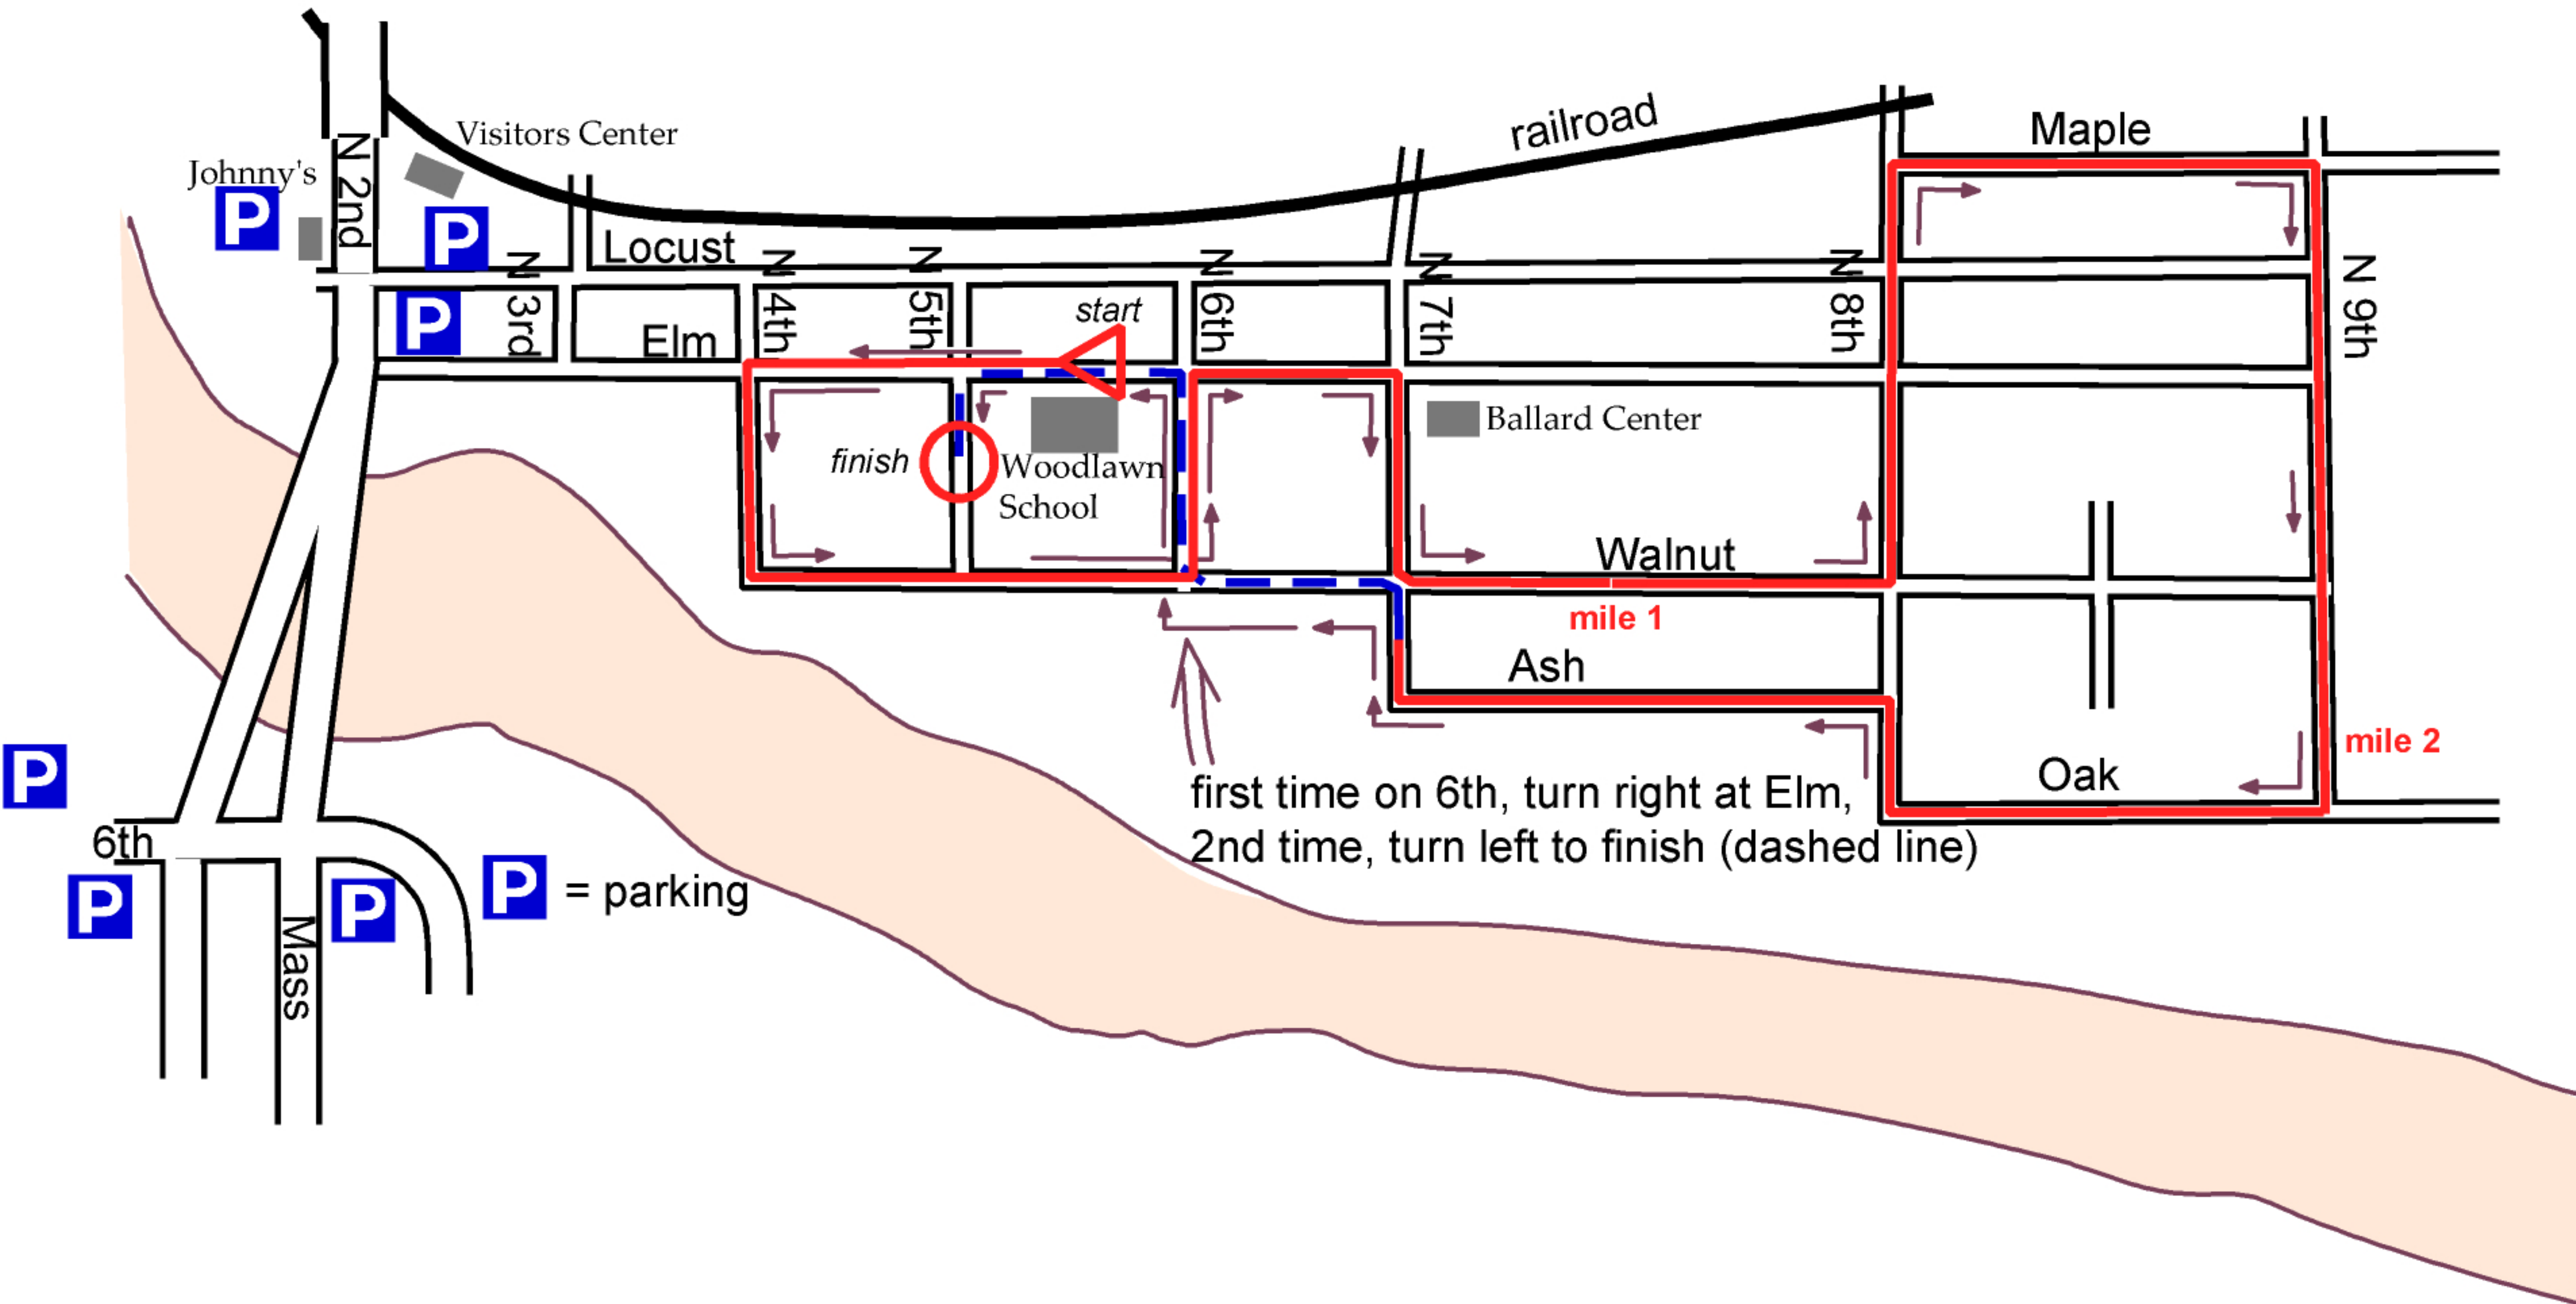 Visitors Center
railroad
Maple
Johnny's
P
N 2nd
P
Locust
N 3rd
N 4th
N 5th
N 6th
N 7th
N 8th
N 9th
P
Elm
start
finish
Woodlawn
School
Ballard Center
Walnut
mile 1
Ash
mile 2
Oak
P
first time on 6th, turn right at Elm,
2nd time, turn left to finish (dashed line)
6th
P
P
P = parking
Mass